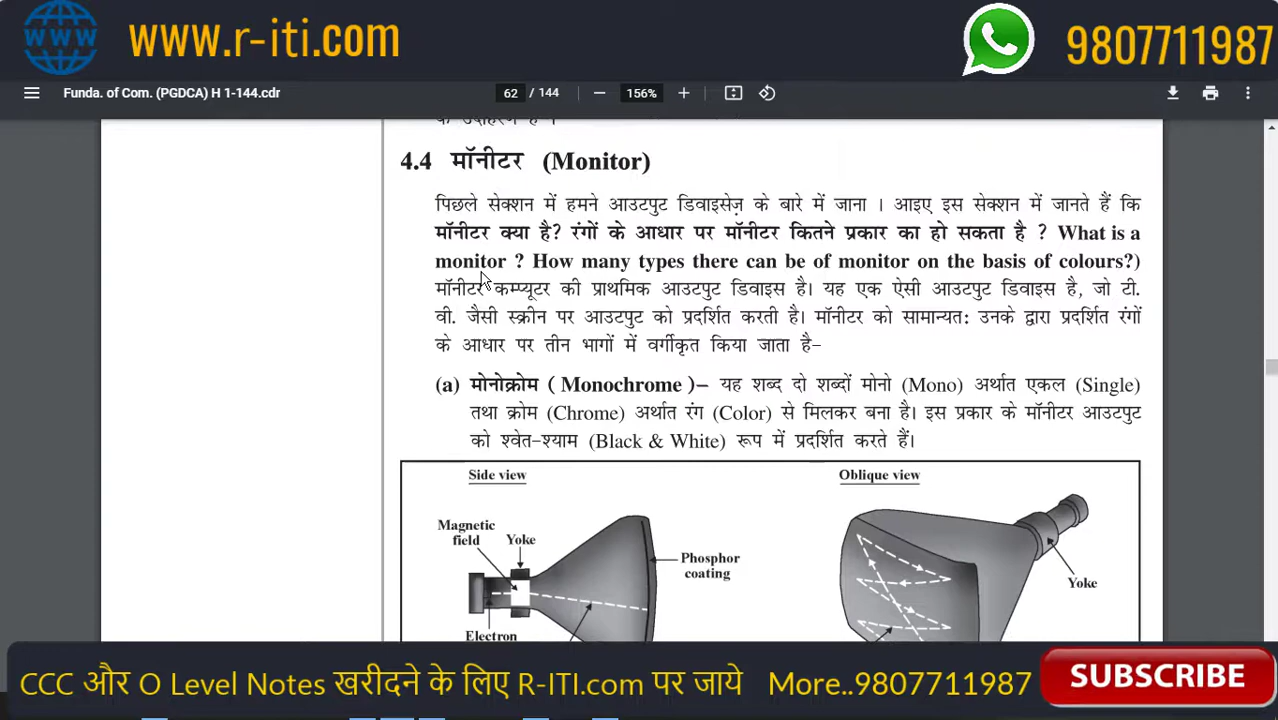 WWW
www.r-iti.com
9807711987
Funda. of Com. (PGDCA) H 1-144.cdr
62 / 144
156%
के उदाहरण हैं ।
4.4 मॉनीटर (Monitor)
पिछले सेक्शन में हमने आउटपुट डिवाइसेज़ के बारे में जाना । आइए इस सेक्शन में जानते हैं कि
मॉनीटर क्या है? रंगों के आधार पर मॉनीटर कितने प्रकार का हो सकता है ? What is a
monitor ? How many types there can be of monitor on the basis of colours?)
मॉनीटर कम्प्यूटर की प्राथमिक आउटपुट डिवाइस है। यह एक ऐसी आउटपुट डिवाइस है, जो टी.
वी. जैसी स्क्रीन पर आउटपुट को प्रदर्शित करती है। मॉनीटर को सामान्यत: उनके द्वारा प्रदर्शित रंगों
के आधार पर तीन भागों में वर्गीकृत किया जाता है-
(a) मोनोक्रोम ( Monochrome )- यह शब्द दो शब्दों मोनो (Mono) अर्थात एकल (Single)
तथा क्रोम (Chrome) अर्थात रंग (Color) से मिलकर बना है। इस प्रकार के मॉनीटर आउटपुट
को श्वेत-श्याम (Black & White) रूप में प्रदर्शित करते हैं।
Side view
Oblique view
Magnetic
field
Yoke
Phosphor
coating
Yoke
Electron
CCC और O Level Notes खरीदने के लिए R-ITI.com पर जाये More..9807711987
SUBSCRIBE